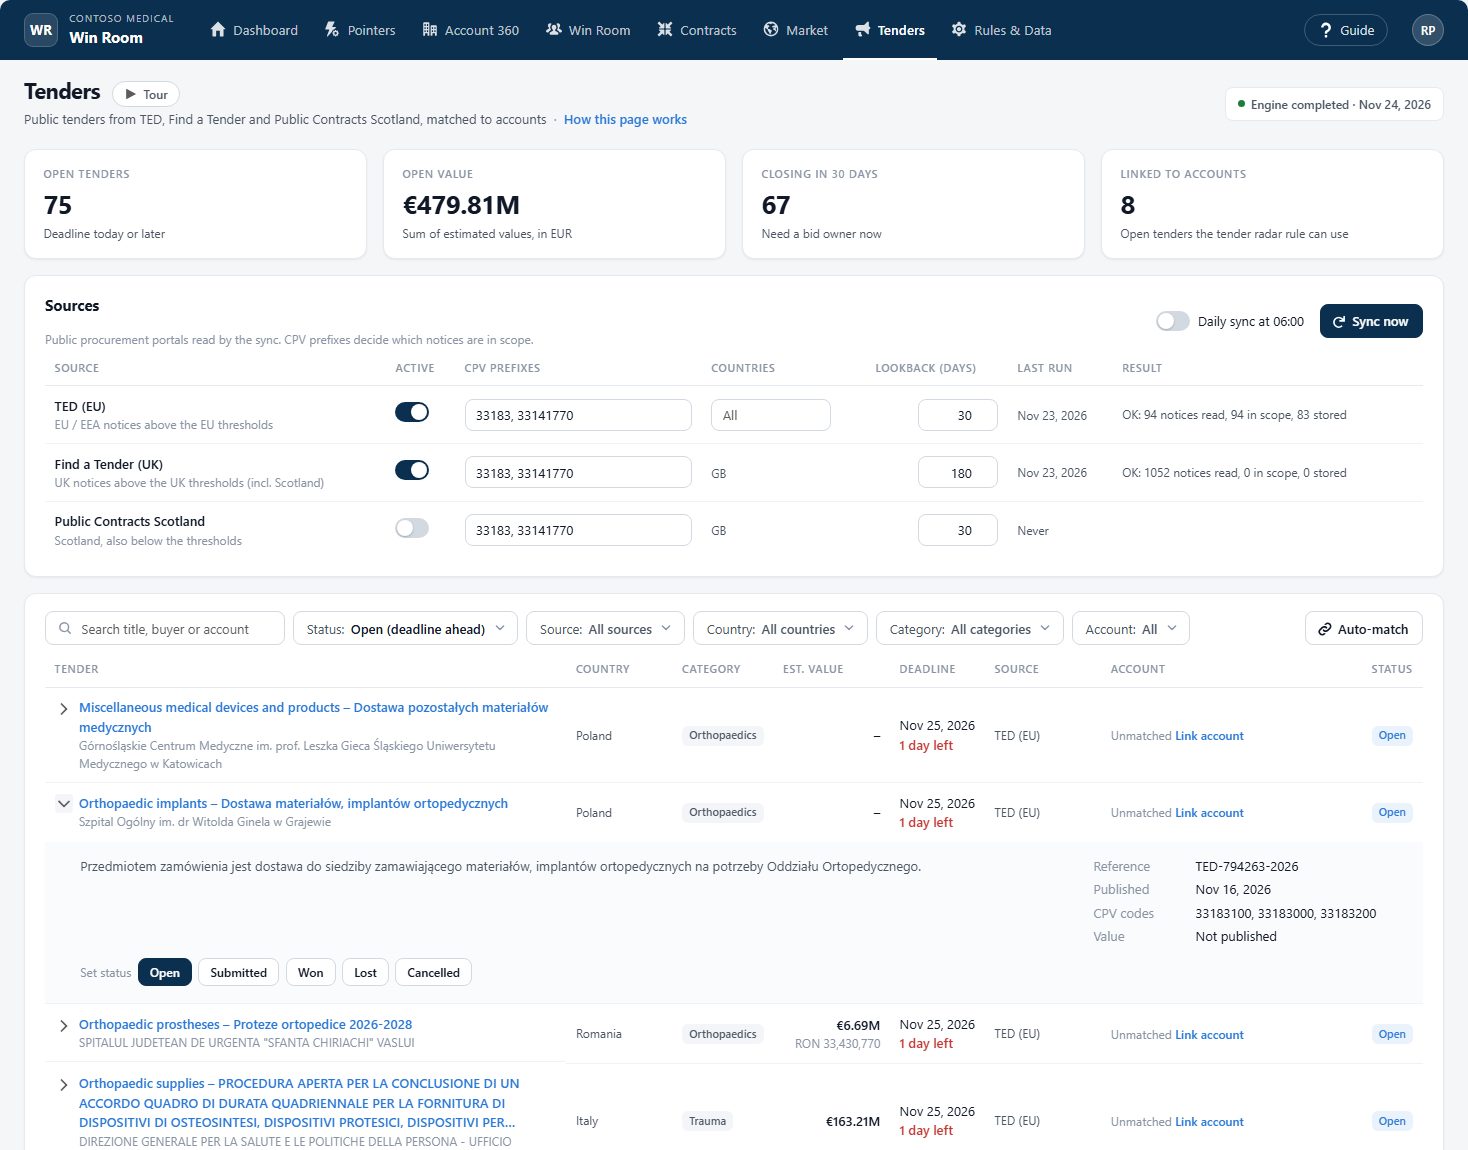 WR
CONTOSO MEDICAL
Win Room
Dashboard
Pointers
Account 360
Win Room
Contracts
Market
Tenders
Rules & Data
? Guide
RP
Tenders
Tour
Engine completed · Nov 24, 2026
Public tenders from TED, Find a Tender and Public Contracts Scotland, matched to accounts · How this page works
OPEN TENDERS
75
Deadline today or later
OPEN VALUE
€479.81M
Sum of estimated values, in EUR
CLOSING IN 30 DAYS
67
Need a bid owner now
LINKED TO ACCOUNTS
8
Open tenders the tender radar rule can use
Sources
Public procurement portals read by the sync. CPV prefixes decide which notices are in scope.
Daily sync at 06:00
Sync now
SOURCE ACTIVE CPV PREFIXES COUNTRIES LOOKBACK (DAYS) LAST RUN RESULT
TED (EU)
EU / EEA notices above the EU thresholds
33183, 33141770 All 30 Nov 23, 2026 OK: 94 notices read, 94 in scope, 83 stored
Find a Tender (UK)
UK notices above the UK thresholds (incl. Scotland)
33183, 33141770 GB 180 Nov 23, 2026 OK: 1052 notices read, 0 in scope, 0 stored
Public Contracts Scotland
Scotland, also below the thresholds
33183, 33141770 GB 30 Never
Search title, buyer or account
Status: Open (deadline ahead)
Source: All sources
Country: All countries
Category: All categories
Account: All
Auto-match
TENDER COUNTRY CATEGORY EST. VALUE DEADLINE SOURCE ACCOUNT STATUS
Miscellaneous medical devices and products – Dostawa pozostałych materiałów
medycznych
Górnośląskie Centrum Medyczne im. prof. Leszka Gieca Śląskiego Uniwersytetu
Medycznego w Katowicach
Poland Orthopaedics – Nov 25, 2026
1 day left
TED (EU) Unmatched Link account Open
Orthopaedic implants – Dostawa materiałów, implantów ortopedycznych
Szpital Ogólny im. dr Witolda Ginela w Grajewie
Poland Orthopaedics – Nov 25, 2026
1 day left
TED (EU) Unmatched Link account Open
Przedmiotem zamówienia jest dostawa do siedziby zamawiającego materiałów, implantów ortopedycznych na potrzeby Oddziału Ortopedycznego.
Reference TED-794263-2026
Published Nov 16, 2026
CPV codes 33183100, 33183000, 33183200
Value Not published
Set status Open Submitted Won Lost Cancelled
Orthopaedic prostheses – Proteze ortopedice 2026-2028
SPITALUL JUDETEAN DE URGENTA "SFANTA CHIRIACHI" VASLUI
Romania Orthopaedics €6.69M
RON 33,430,770
Nov 25, 2026
1 day left
TED (EU) Unmatched Link account Open
Orthopaedic supplies – PROCEDURA APERTA PER LA CONCLUSIONE DI UN
ACCORDO QUADRO DI DURATA QUADRIENNALE PER LA FORNITURA DI
DISPOSITIVI DI OSTEOSINTESI, DISPOSITIVI PROTESICI, DISPOSITIVI PER...
DIREZIONE GENERALE PER LA SALUTE E LE POLITICHE DELLA PERSONA - UFFICIO
Italy Trauma €163.21M Nov 25, 2026
1 day left
TED (EU) Unmatched Link account Open